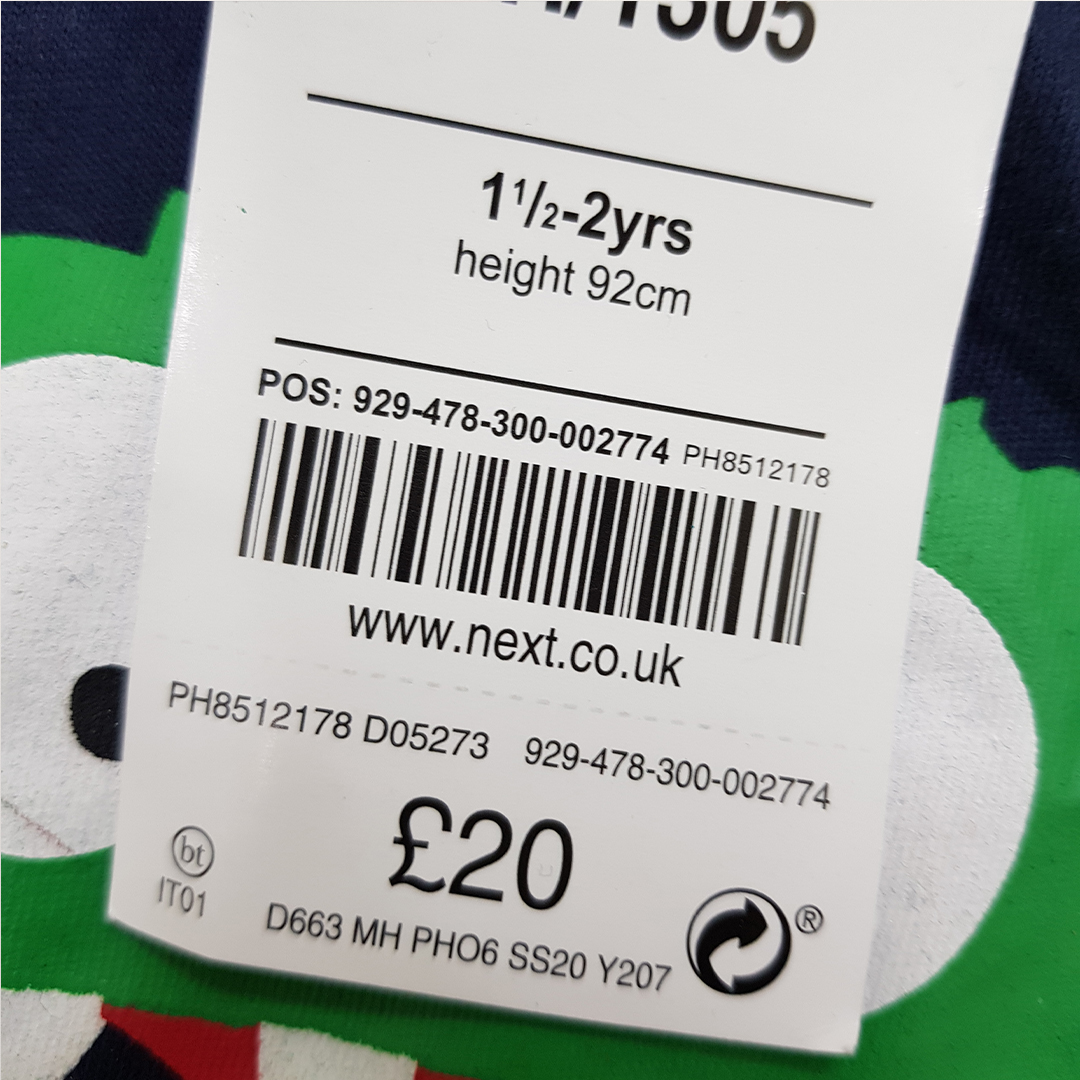 1½-2yrs
height 92cm
POS: 929-478-300-002774 PH8512178
www.next.co.uk
PH8512178 D05273 929-478-300-002774
£20
bt
IT01
D663 MH PHO6 SS20 Y207
®